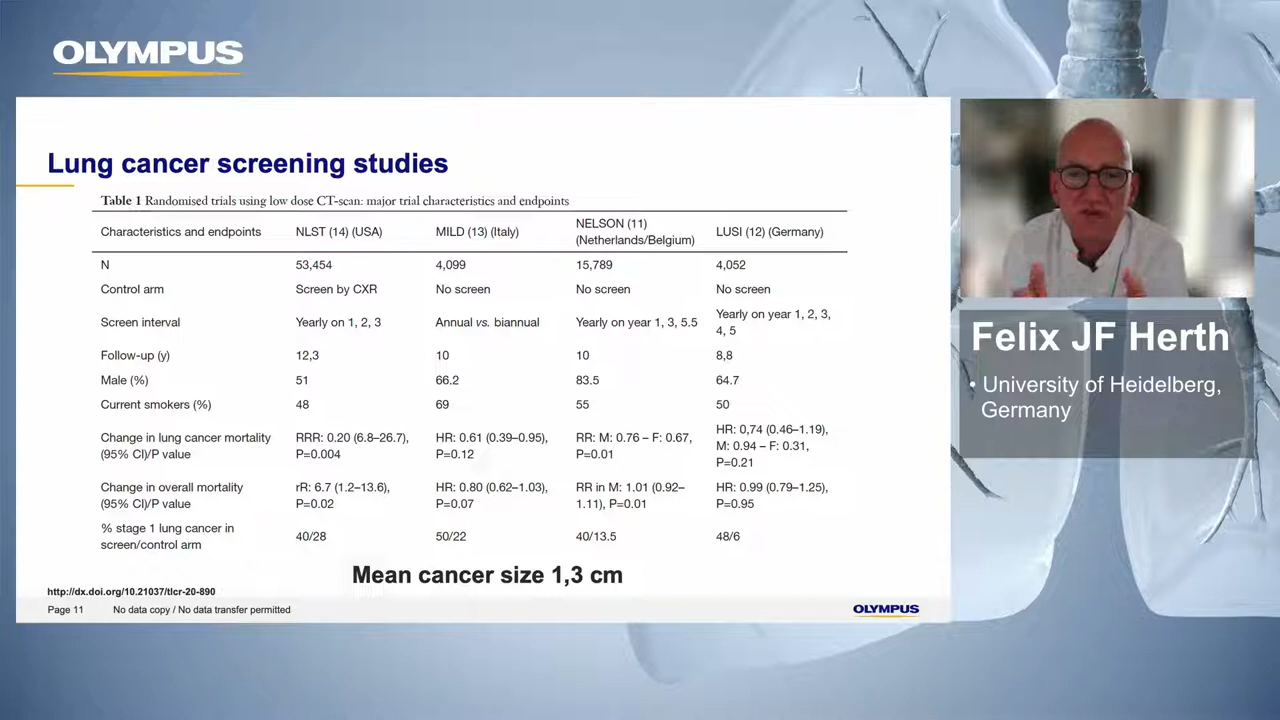 OLYMPUS
Lung cancer screening studies
Table 1 Randomised trials using low dose CT-scan: major trial characteristics and endpoints
Characteristics and endpoints NLST (14) (USA) MILD (13) (Italy) NELSON (11) (Netherlands/Belgium) LUSI (12) (Germany)
N 53,454 4,099 15,789 4,052
Control arm Screen by CXR No screen No screen No screen
Screen interval Yearly on 1, 2, 3 Annual vs. biannual Yearly on year 1, 3, 5.5 Yearly on year 1, 2, 3, 4, 5
Follow-up (y) 12,3 10 10 8,8
Male (%) 51 66.2 83.5 64.7
Current smokers (%) 48 69 55 50
Change in lung cancer mortality (95% CI)/P value RRR: 0.20 (6.8–26.7), P=0.004 HR: 0.61 (0.39–0.95), P=0.12 RR: M: 0.76 – F: 0.67, P=0.01 HR: 0,74 (0.46–1.19), M: 0.94 – F: 0.31, P=0.21
Change in overall mortality (95% CI)/P value rR: 6.7 (1.2–13.6), P=0.02 HR: 0.80 (0.62–1.03), P=0.07 RR in M: 1.01 (0.92–1.11), P=0.01 HR: 0.99 (0.79–1.25), P=0.95
% stage 1 lung cancer in screen/control arm 40/28 50/22 40/13.5 48/6
Mean cancer size 1,3 cm
http://dx.doi.org/10.21037/tlcr-20-890
Page 11 No data copy / No data transfer permitted
OLYMPUS
Felix JF Herth
• University of Heidelberg,
Germany